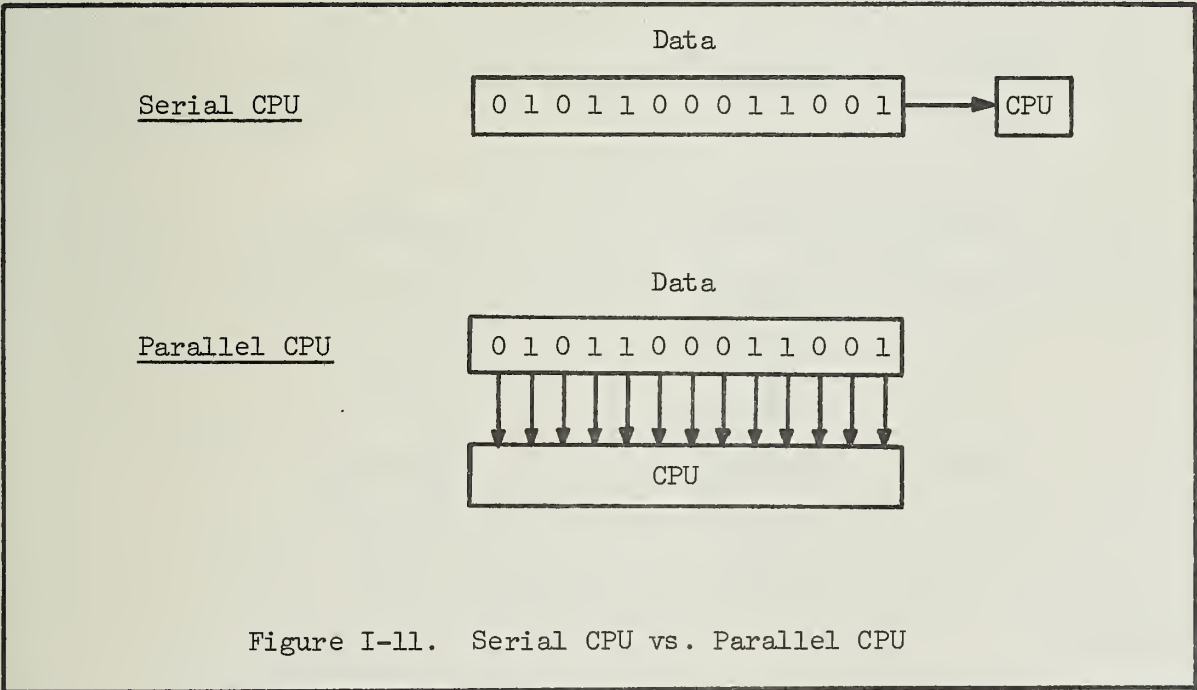 Data
Serial CPU 0 1 0 1 1 0 0 0 1 1 0 0 1 CPU
Data
Parallel CPU 0 1 0 1 1 0 0 0 1 1 0 0 1
CPU
Figure I-11. Serial CPU vs. Parallel CPU